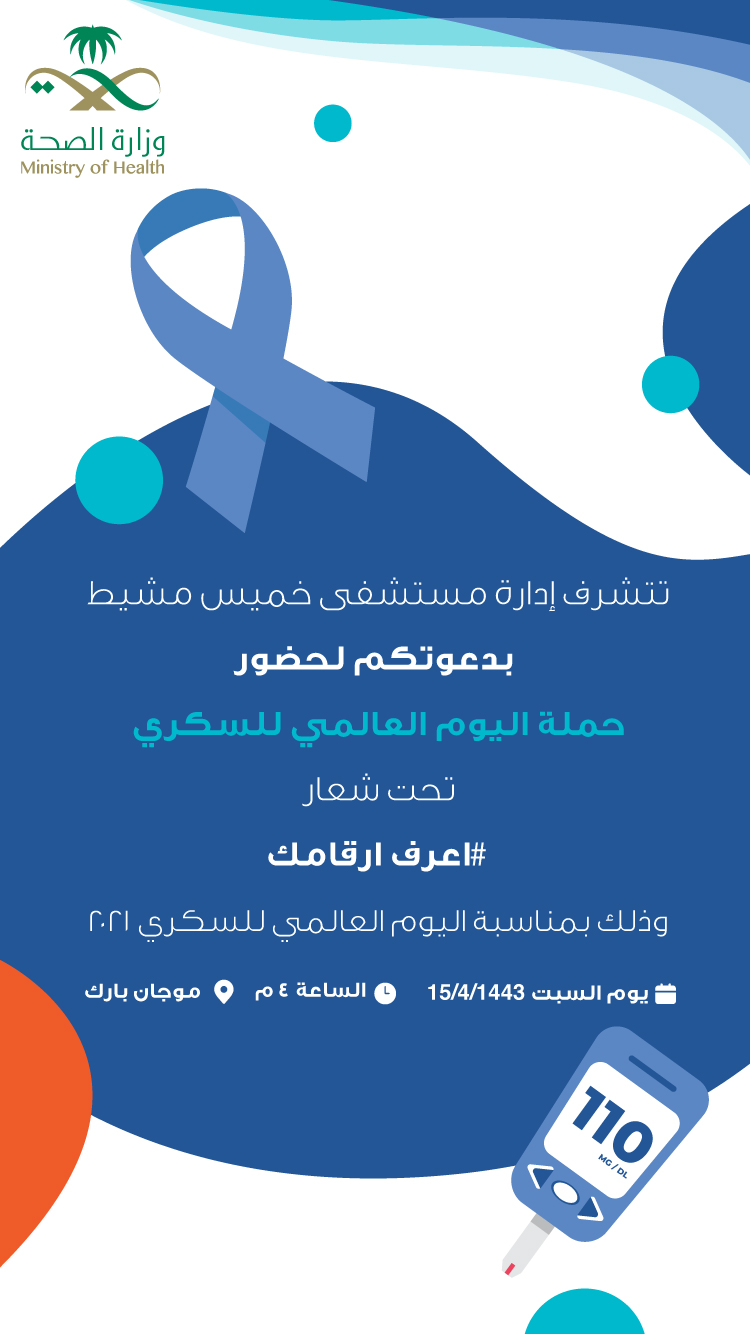 وزارة الصحة
Ministry of Health
تتشرف إدارة مستشفى خميس مشيط
بدعوتكم لحضور
حملة اليوم العالمي للسكري
تحت شعار
#اعرف ارقامك
وذلك بمناسبة اليوم العالمي للسكري ٢٠٢١
يوم السبت 15/4/1443 الساعة ٤ م موجان بارك
110
MG / DL